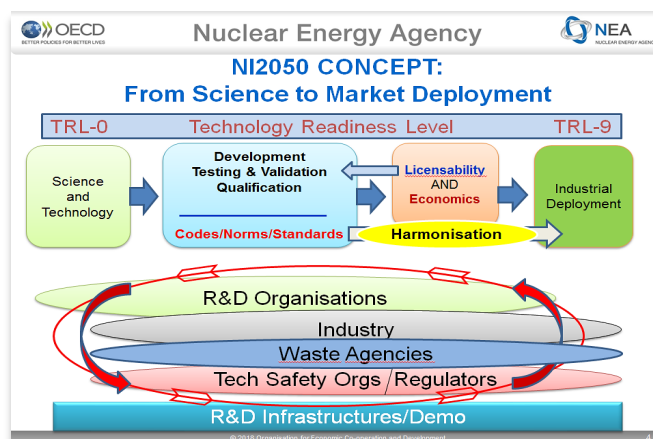 OECD
BETTER POLICIES FOR BETTER LIVES
Nuclear Energy Agency
NEA
NUCLEAR ENERGY AGENC
NI2050 CONCEPT:
From Science to Market Deployment
TRL-0 Technology Readiness Level TRL-9
Science
and
Technology
Development
Testing & Validation
Qualification
Codes/Norms/Standards
Licensability
AND
Economics
Harmonisation
Industrial
Deployment
R&D Organisations
Industry
Waste Agencies
Tech Safety Orgs / Regulators
R&D Infrastructures/Demo
© 2018 Organisation for Economic Co-operation and Development
4